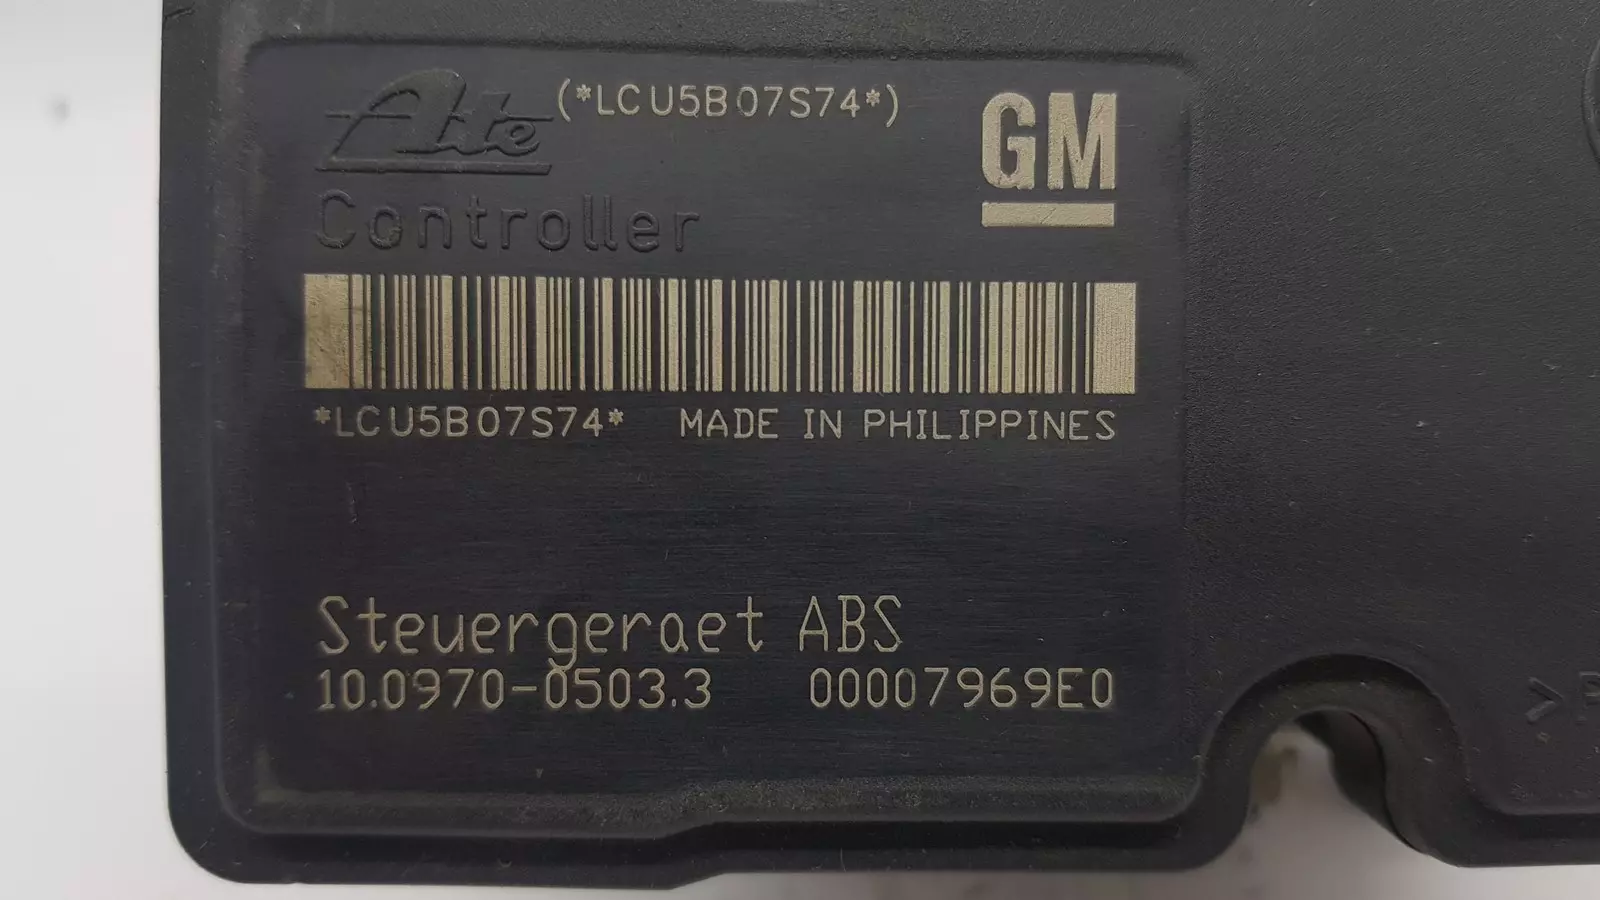 Ate (*LCU5B07S74*)
GM
Controller
*LCU5B07S74* MADE IN PHILIPPINES
Steuergeraet ABS
10.0970-0503.3 00007969E0
>P